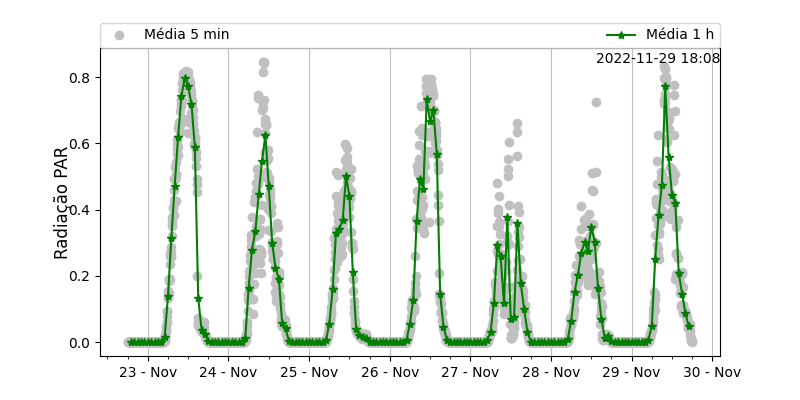 Média 5 min
Média 1 h
2022-11-29 18:08
Radiação PAR
0.8
0.6
0.4
0.2
0.0
23 - Nov
24 - Nov
25 - Nov
26 - Nov
27 - Nov
28 - Nov
29 - Nov
30 - Nov